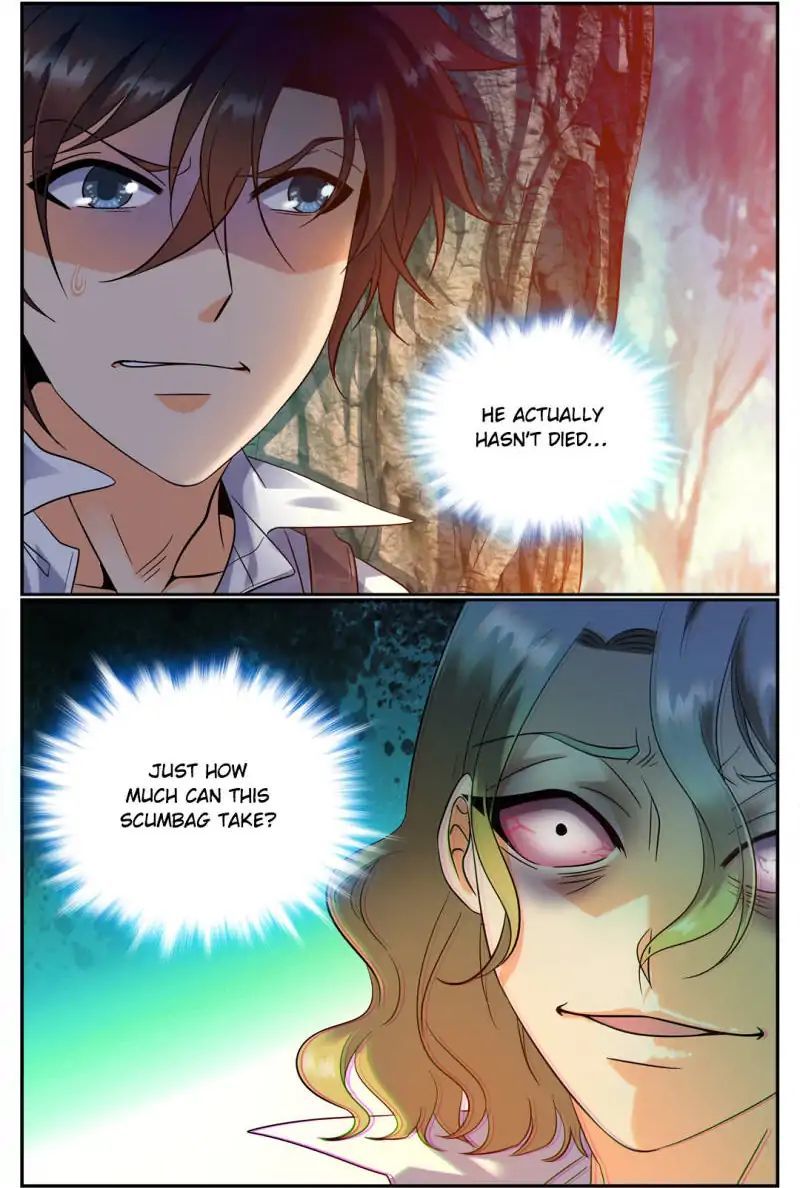 HE ACTUALLY
HASN'T DIED...
JUST HOW
MUCH CAN THIS
SCUMBAG TAKE?